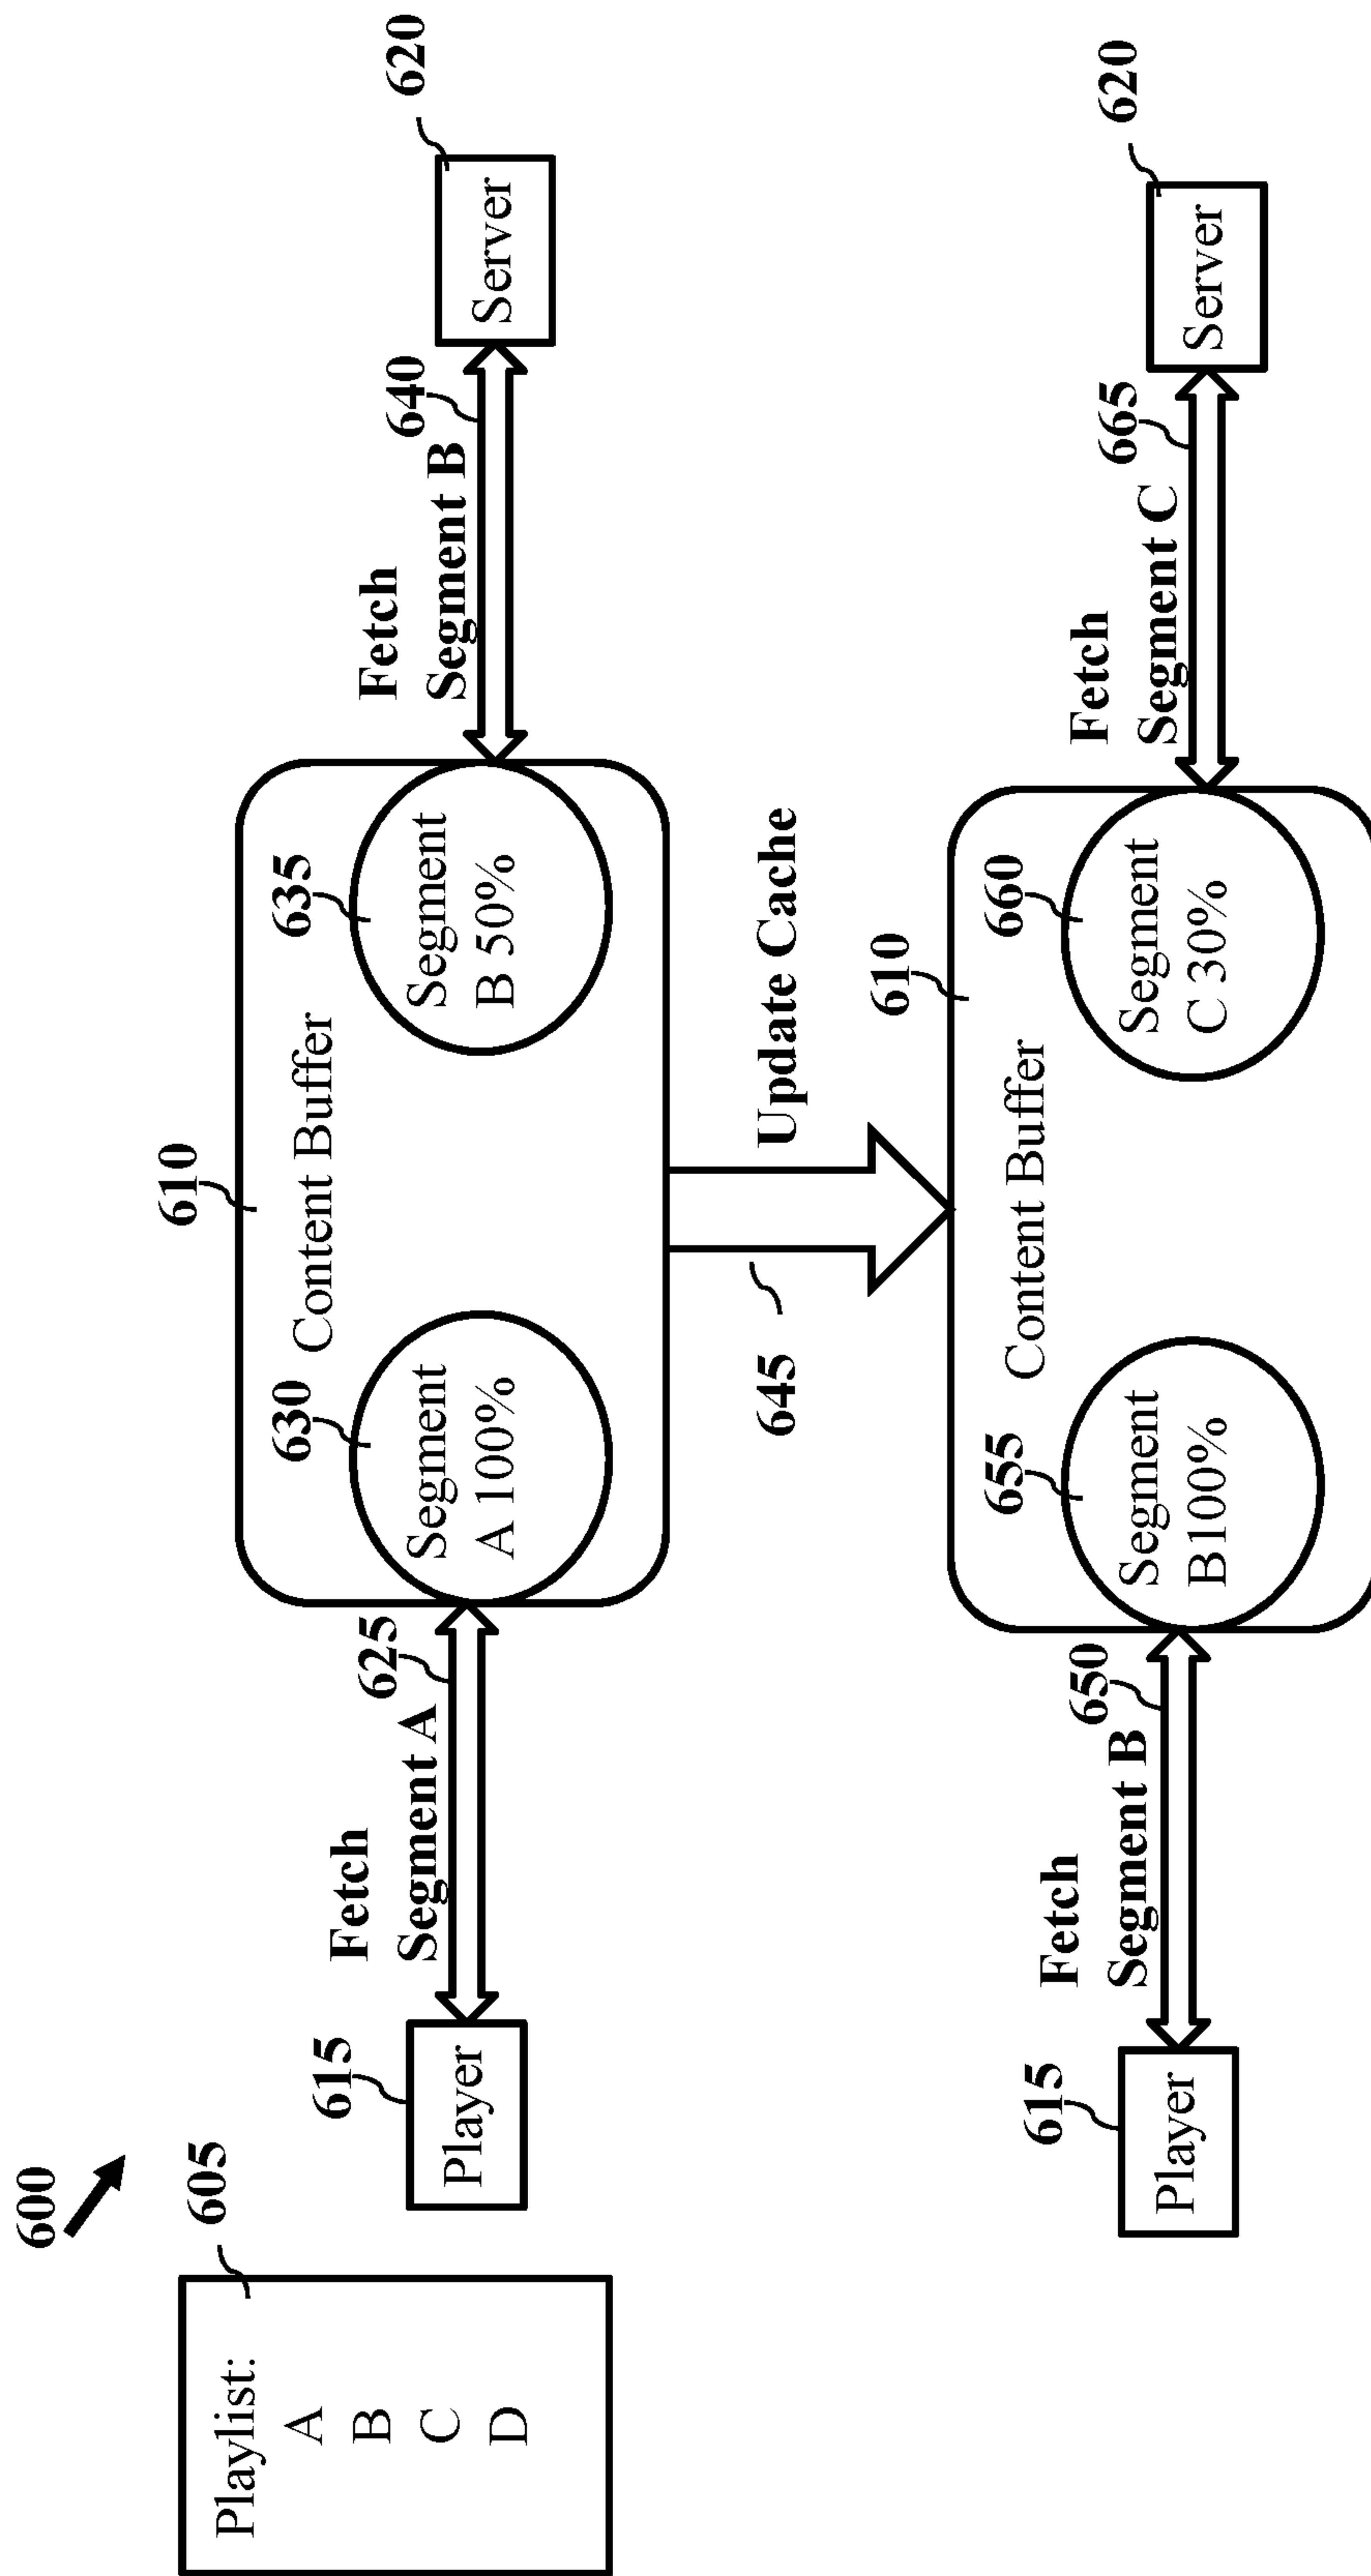 600
605
Playlist:
A
B
C
D
615
Player
Fetch
Segment A
625
610
Content Buffer
630
Segment
A 100%
635
Segment
B 50%
Fetch
Segment B
640
620
Server
645
Update Cache
615
Player
Fetch
Segment B
650
610
Content Buffer
655
Segment
B100%
660
Segment
C 30%
Fetch
Segment C
665
620
Server